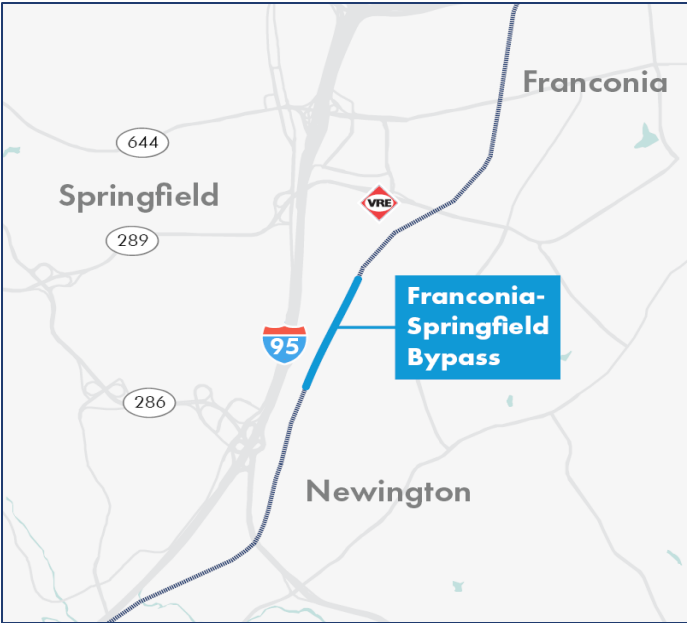 Franconia
644
VRE
Springfield
289
Franconia-
Springfield
Bypass
95
286
Newington